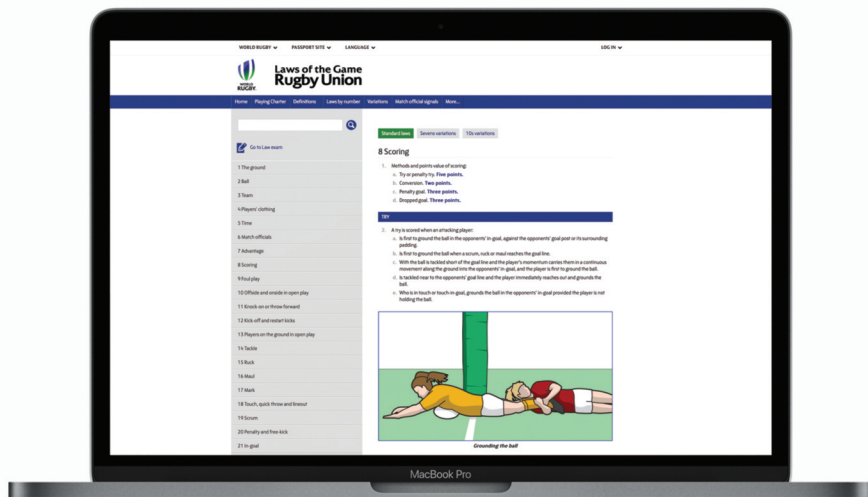 WORLD RUGBY PASSPORT SITE LANGUAGE LOG IN
WORLD
RUGBY
Laws of the Game
Rugby Union
Home Playing Charter Definitions Laws by number Variations Match official signals More...
Go to Law exam
1 The ground
2 Ball
3 Team
4 Players' clothing
5 Time
6 Match officials
7 Advantage
8 Scoring
9 Foul play
10 Offside and onside in open play
11 Knock-on or throw forward
12 Kick-off and restart kicks
13 Players on the ground in open play
14 Tackle
15 Ruck
16 Maul
17 Mark
18 Touch, quick throw and lineout
19 Scrum
20 Penalty and free-kick
21 In-goal
Standard laws Sevens variations 10s variations
8 Scoring
1. Methods and points value of scoring:
a. Try or penalty try. Five points.
b. Conversion. Two points.
c. Penalty goal. Three points.
d. Dropped goal. Three points.
TRY
2. A try is scored when an attacking player:
a. Is first to ground the ball in the opponents' in-goal, against the opponents' goal post or its surrounding
padding.
b. Is first to ground the ball when a scrum, ruck or maul reaches the goal line.
c. With the ball is tackled short of the goal line and the player's momentum carries them in a continuous
movement along the ground into the opponents' in-goal, and the player is first to ground the ball.
d. Is tackled near to the opponents' goal line and the player immediately reaches out and grounds the
ball.
e. Who is in touch or touch-in-goal, grounds the ball in the opponents' in-goal provided the player is not
holding the ball.
Grounding the ball
MacBook Pro